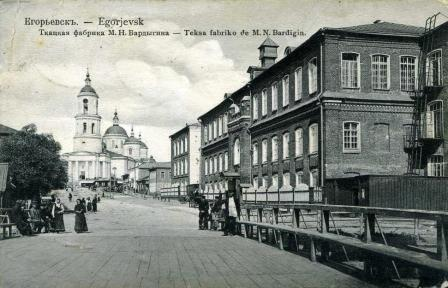 Егорьевскъ. — Egorjevsk
Ткацкая фабрика М. Н. Бардыгина — Teksa fabriko de M. N. Bardigin.